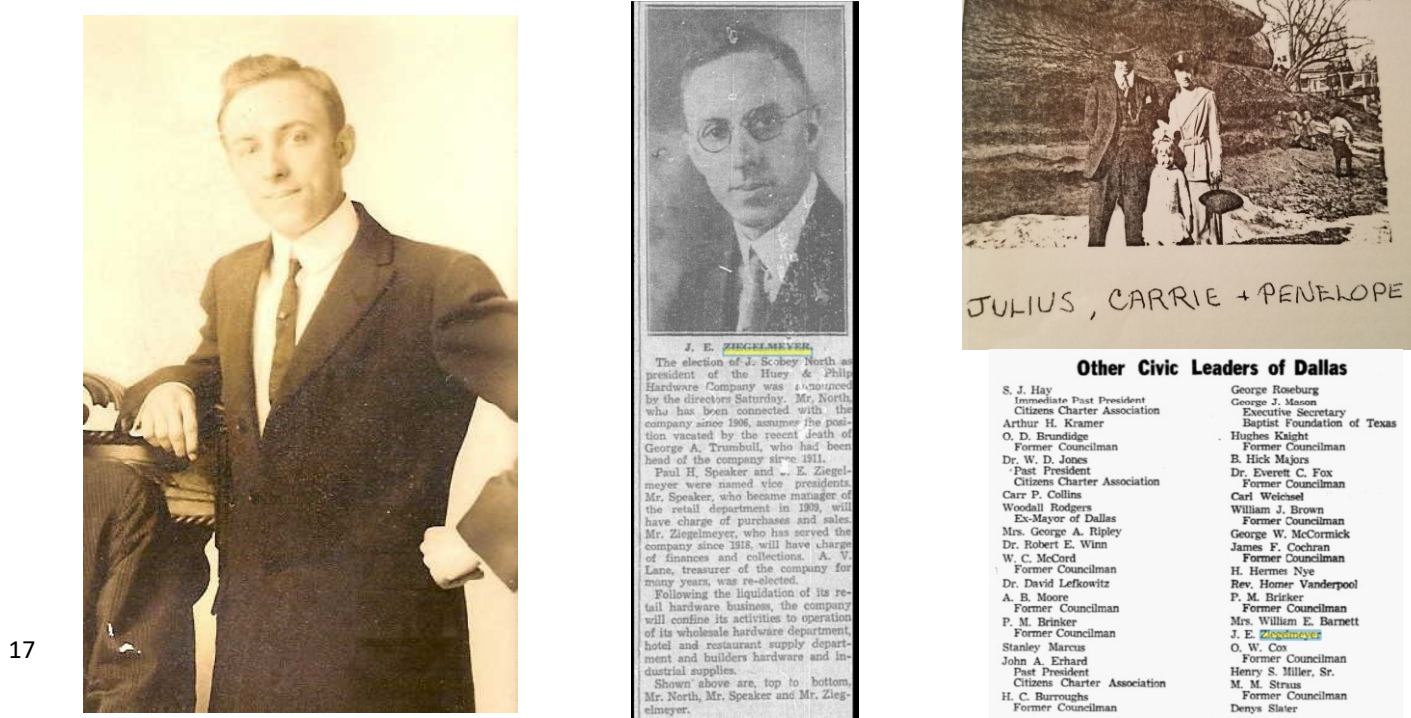 J. E. ZIEGELMEYER.
The election of J. Scobey North as
president of the Huey & Philp
Hardware Company was announced
by the directors Saturday. Mr. North,
who has been connected with the
company since 1906, assumes the posi-
tion vacated by the recent death of
George A. Trumbull, who had been
head of the company since 1911.
Paul H. Speaker and J. E. Ziegel-
meyer were named vice presidents.
Mr. Speaker, who became manager of
the retail department in 1909, will
have charge of purchases and sales.
Mr. Ziegelmeyer, who has served the
company since 1918, will have charge
of finances and collections. A. V.
Lane, treasurer of the company for
many years, was re-elected.
Following the liquidation of its re-
tail hardware business, the company
will confine its activities to operation
of its wholesale hardware department,
hotel and restaurant supply depart-
ment and builders hardware and in-
dustrial supplies.
Shown above are, top to bottom,
Mr. North, Mr. Speaker and Mr. Zieg-
elmeyer.
JULIUS, CARRIE + PENELOPE
Other Civic Leaders of Dallas
S. J. Hay
Immediate Past President
Citizens Charter Association
Arthur H. Kramer
O. D. Brundidge
Former Councilman
Dr. W. D. Jones
Past President
Citizens Charter Association
Carr P. Collins
Woodall Rodgers
Ex-Mayor of Dallas
Mrs. George A. Ripley
Dr. Robert E. Winn
W. C. McCord
Former Councilman
Dr. David Lefkowitz
A. B. Moore
Former Councilman
P. M. Brinker
Former Councilman
Stanley Marcus
John A. Erhard
Past President
Citizens Charter Association
H. C. Burroughs
Former Councilman
George Roseburg
George J. Mason
Executive Secretary
Baptist Foundation of Texas
Hughes Knight
Former Councilman
B. Hick Majors
Dr. Everett C. Fox
Former Councilman
Carl Weichsel
William J. Brown
Former Councilman
George W. McCormick
James F. Cochran
Former Councilman
H. Hermes Nye
Rev. Homer Vanderpool
P. M. Brirker
Former Councilman
Mrs. William E. Barnett
J. E.
O. W. Cox
Former Councilman
Henry S. Miller, Sr.
M. M. Straus
Former Councilman
Denys Slater
17